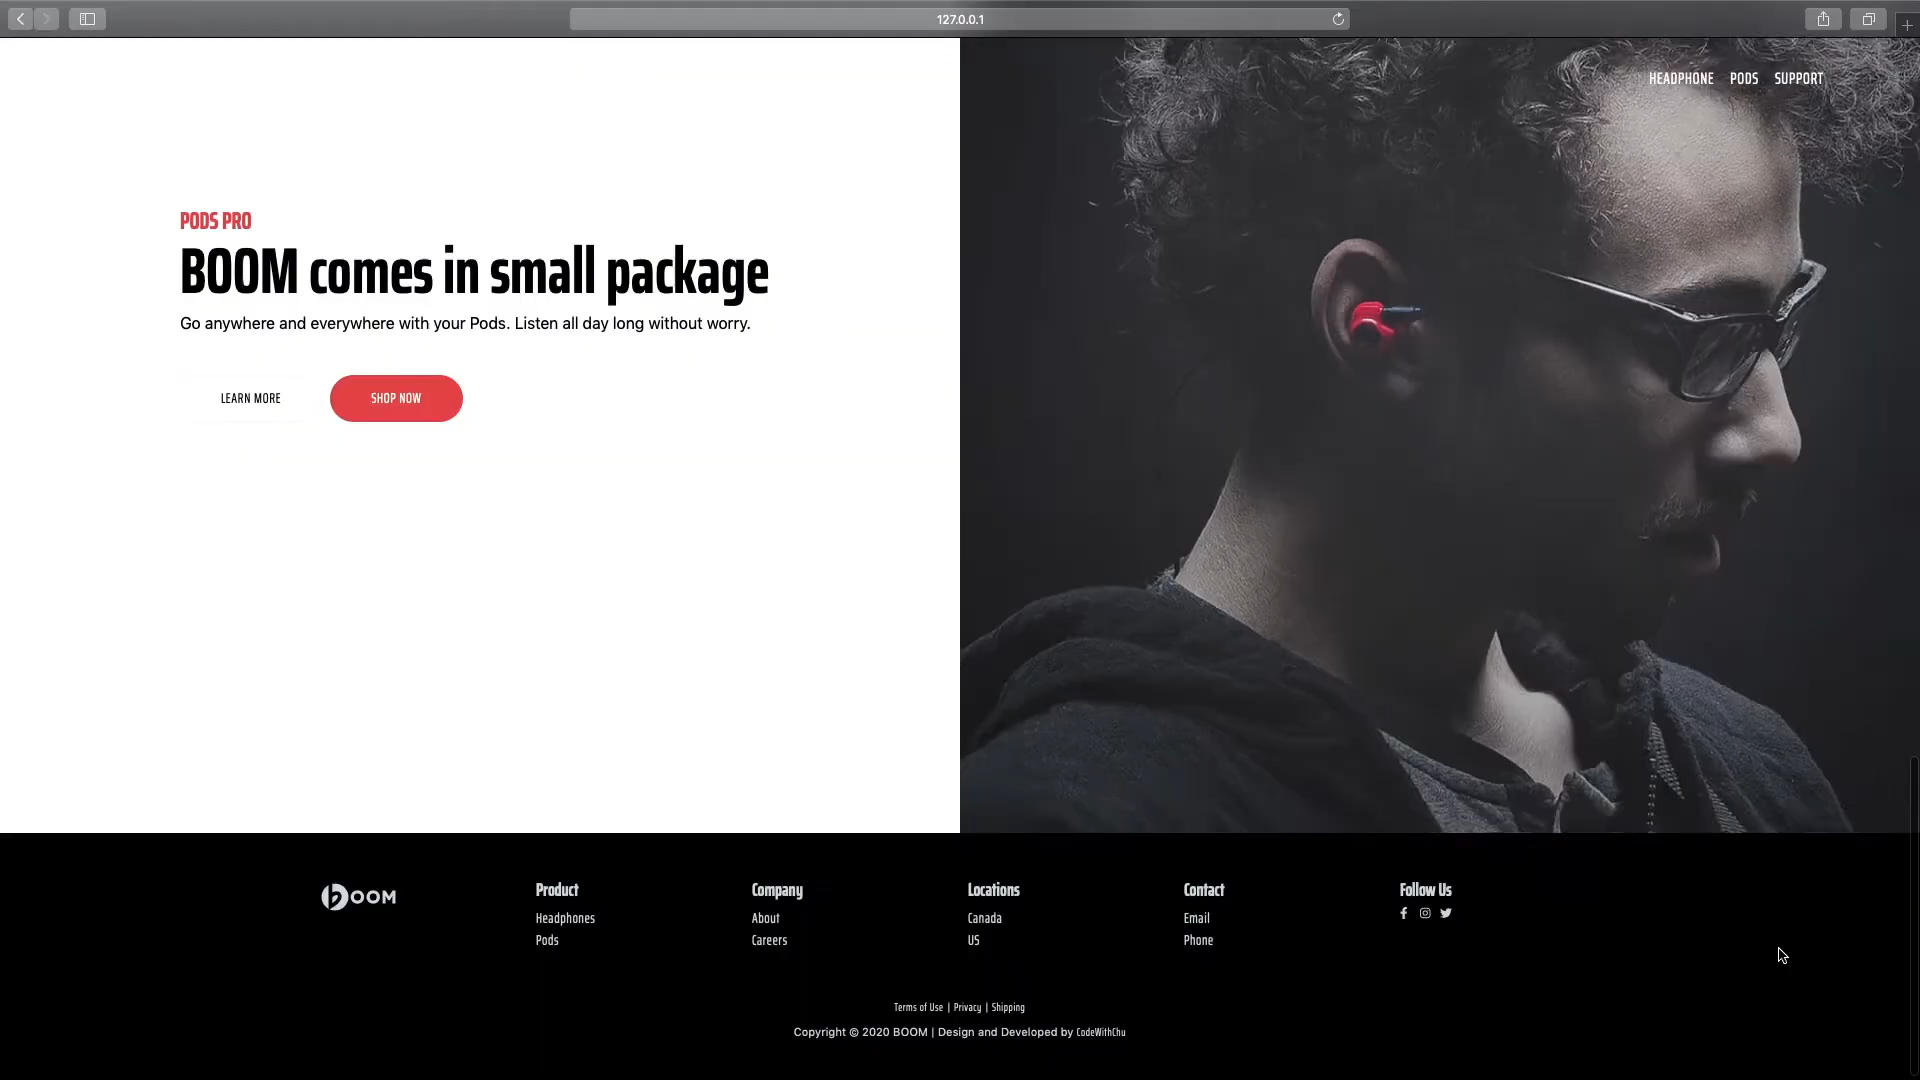 127.0.0.1
HEADPHONE PODS SUPPORT
PODS PRO
BOOM comes in small package
Go anywhere and everywhere with your Pods. Listen all day long without worry.
LEARN MORE SHOP NOW
bOOM
Product Company Locations Contact Follow Us
Headphones About Canada Email
Pods Careers US Phone
Terms of Use | Privacy | Shipping
Copyright © 2020 BOOM | Design and Developed by CodeWithChu